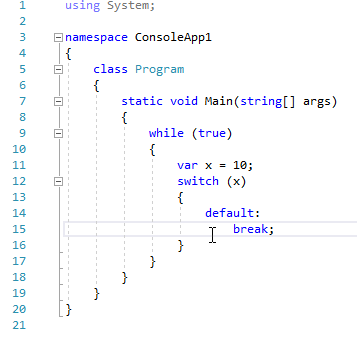 1 using System;
2
3 namespace ConsoleApp1
4 {
5 class Program
6 {
7 static void Main(string[] args)
8 {
9 while (true)
10 {
11 var x = 10;
12 switch (x)
13 {
14 default:
15 break;
16 }
17 }
18 }
19 }
20 }
21